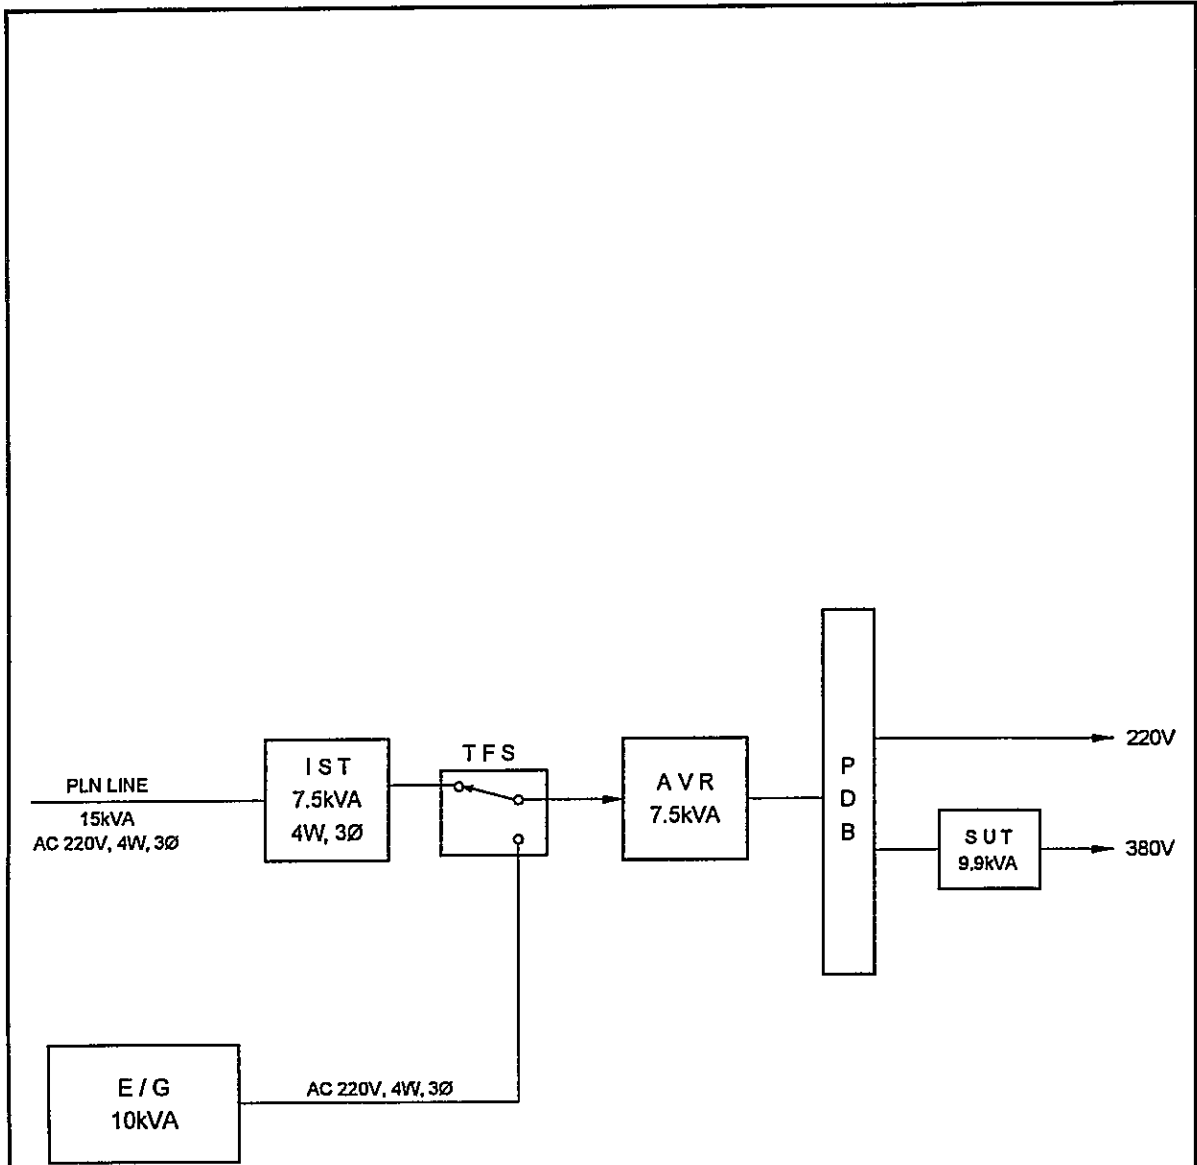 PLN LINE
15kVA
AC 220V, 4W, 3Ø
I S T
7.5kVA
4W, 3Ø
T F S
A V R
7.5kVA
P
D
B
220V
S U T
9,9kVA
380V
E / G
10kVA
AC 220V, 4W, 3Ø